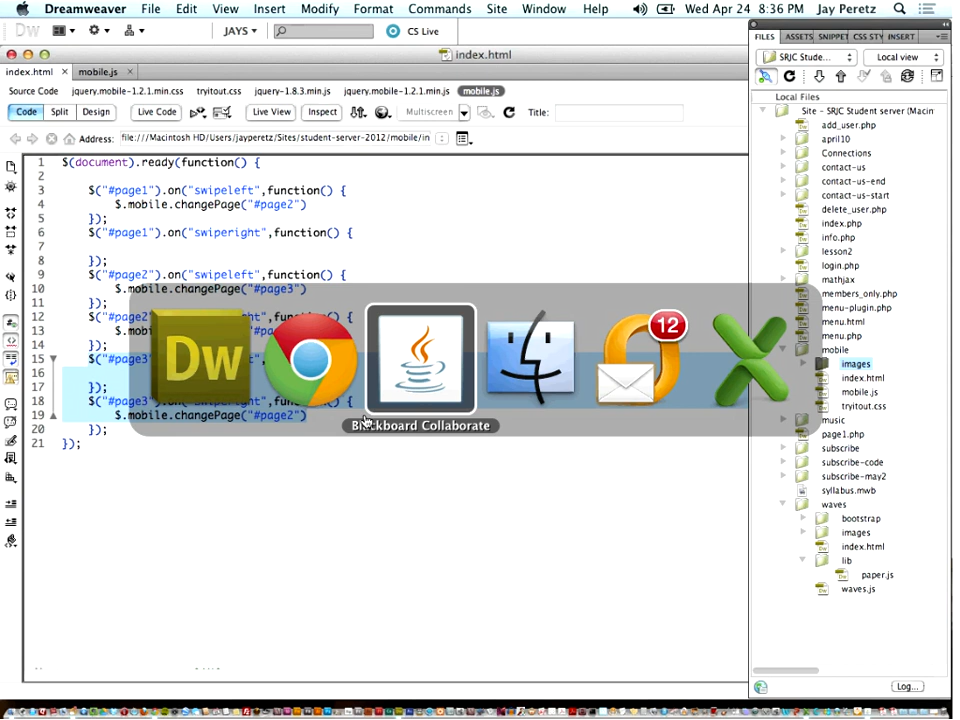 Dreamweaver File Edit View Insert Modify Format Commands Site Window Help Wed Apr 24 8:36 PM Jay Peretz
Dw JAYS CS Live
index.html
index.html × mobile.js ×
Source Code jquery.mobile-1.2.1.min.css tryitout.css jquery-1.8.3.min.js jquery.mobile-1.2.1.min.js mobile.js
Code Split Design Live Code Live View Inspect Multiscreen Title:
Address: file:///Macintosh HD/Users/jayperetz/Sites/student-server-2012/mobile/in
1 $(document).ready(function() {
2
3 $("#page1").on("swipeleft",function() {
4 $.mobile.changePage("#page2")
5 });
6 $("#page1").on("swiperight",function() {
7
8 });
9 $("#page2").on("swipeleft",function() {
10 $.mobile.changePage("#page3")
11 });
12 $("#page2
13 $.mobi
14 });
15 $("#page3
16
17 });
18 $("#page3 ight",function() {
19 $.mobile.changePage("#page2")
20 });
21 });
Dw
12
Blackboard Collaborate
FILES ASSETS SNIPPET CSS STY INSERT
SRJC Stude... Local view
Local Files
Site - SRJC Student server (Macin
add_user.php
april10
Connections
contact-us
contact-us-end
contact-us-start
delete_user.php
index.php
info.php
lesson2
login.php
mathjax
members_only.php
menu-plugin.php
menu.html
menu.php
mobile
images
index.html
mobile.js
tryitout.css
music
page1.php
subscribe
subscribe-code
subscribe-may2
syllabus.mwb
waves
bootstrap
images
index.html
lib
paper.js
waves.js
Log...